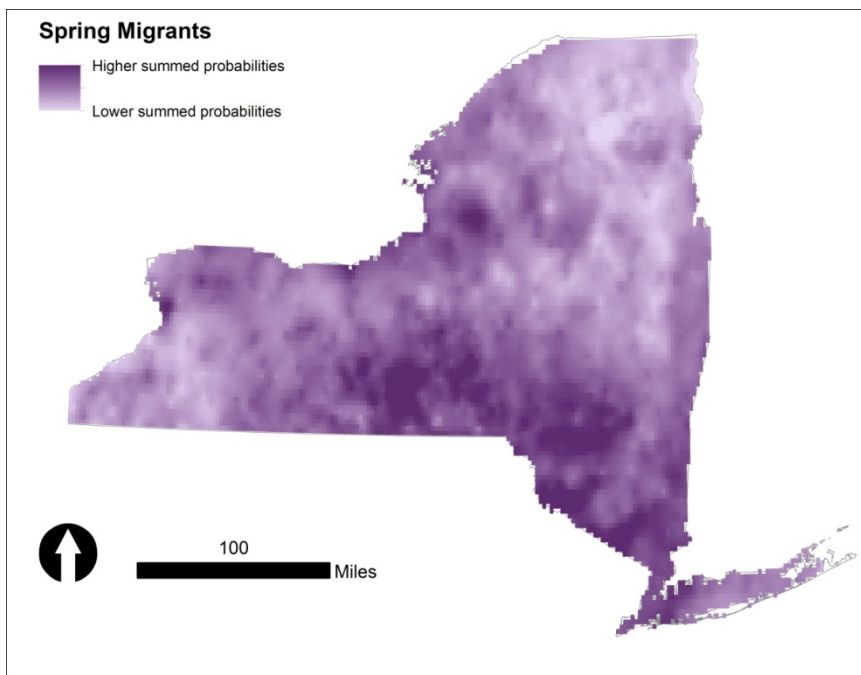 Spring Migrants
Higher summed probabilities
Lower summed probabilities
100
Miles